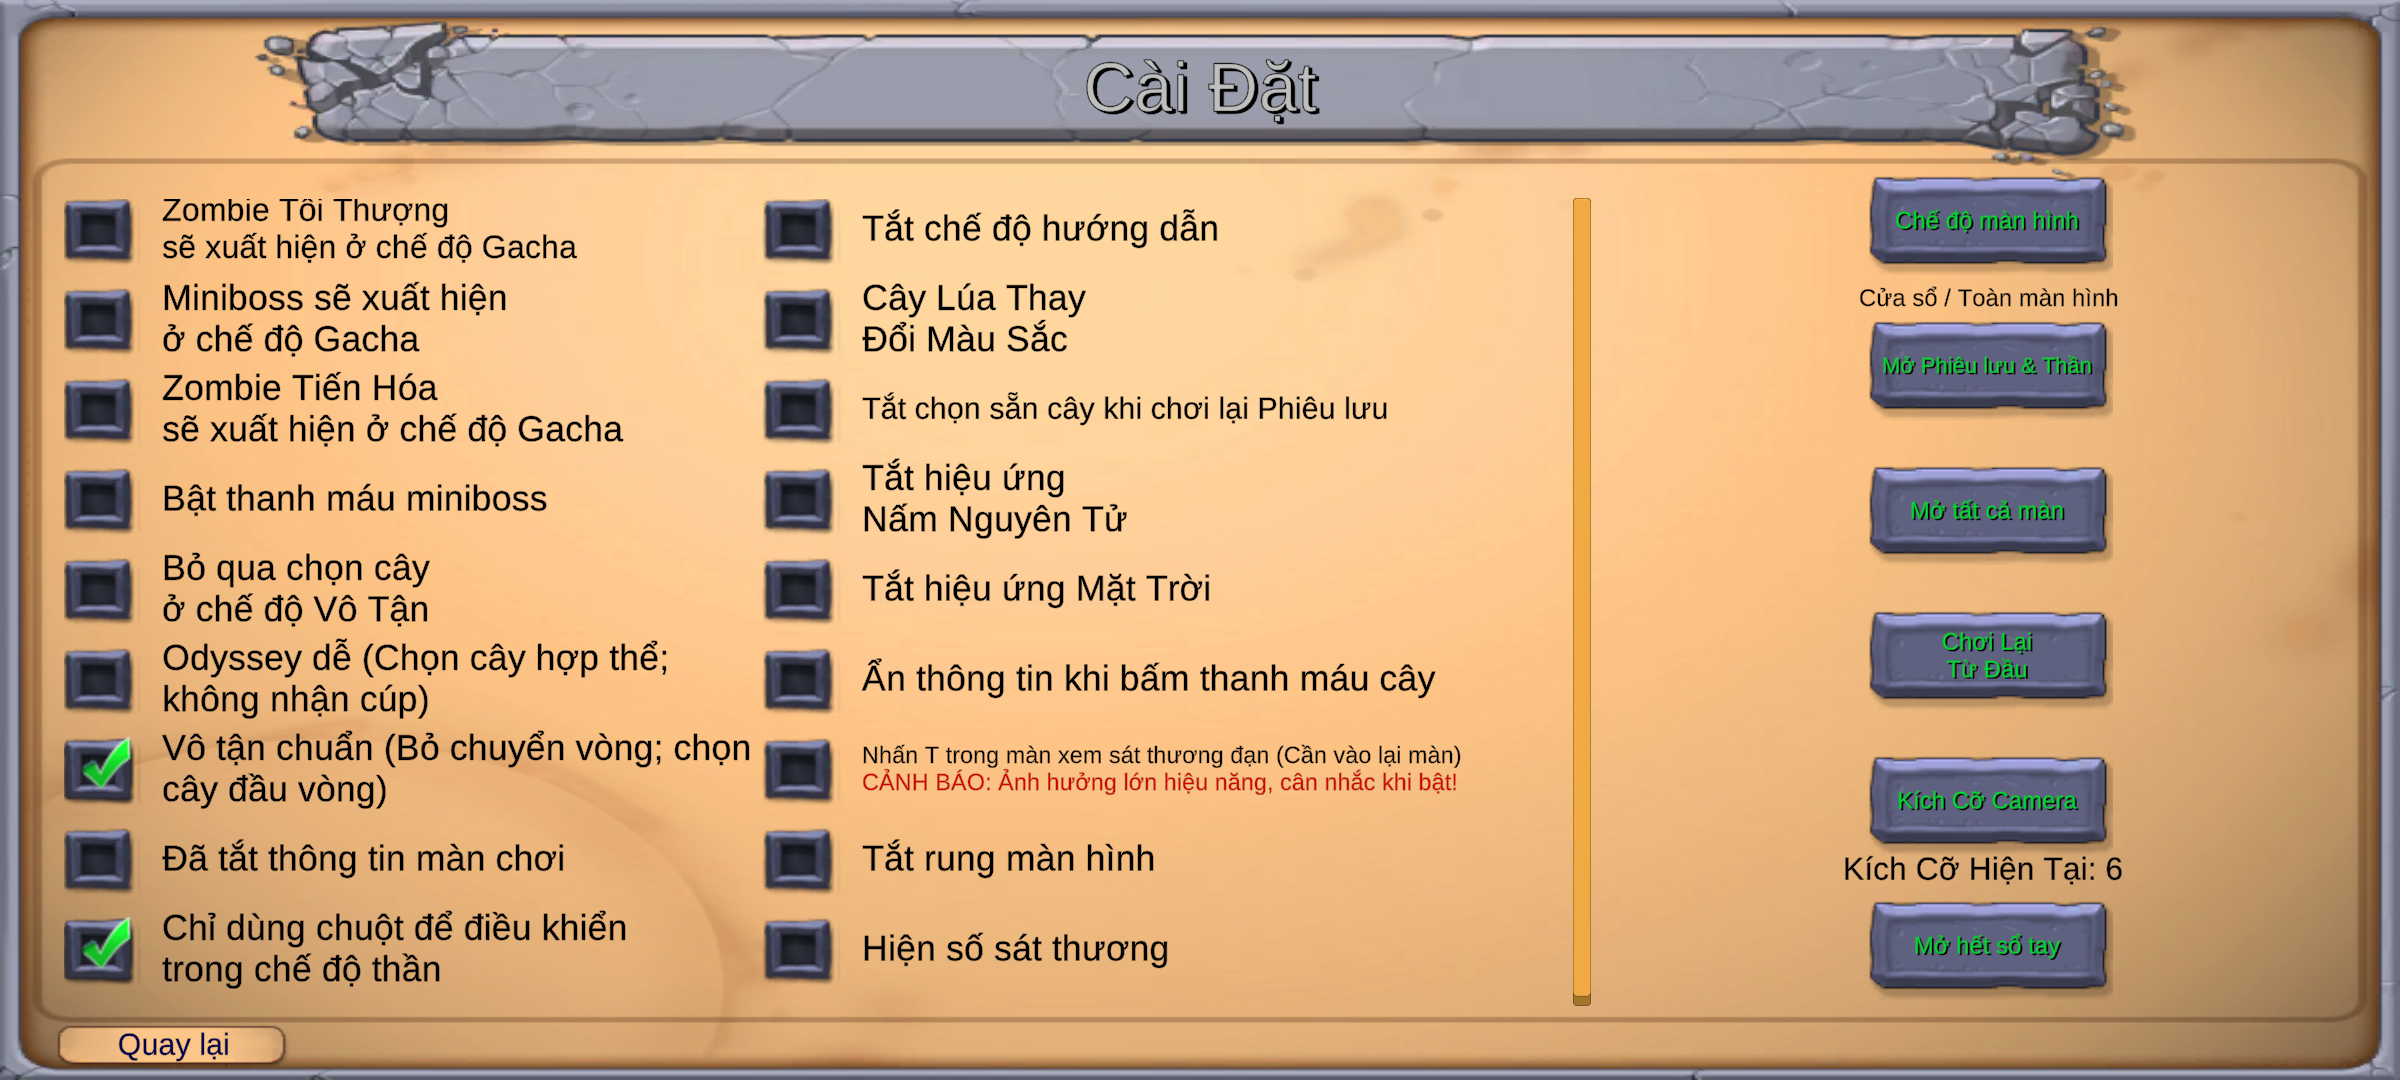 Cài Đặt
Zombie Tối Thượng
sẽ xuất hiện ở chế độ Gacha
Miniboss sẽ xuất hiện
ở chế độ Gacha
Zombie Tiến Hóa
sẽ xuất hiện ở chế độ Gacha
Bật thanh máu miniboss
Bỏ qua chọn cây
ở chế độ Vô Tận
Odyssey dễ (Chọn cây hợp thể;
không nhận cúp)
Vô tận chuẩn (Bỏ chuyển vòng; chọn
cây đầu vòng)
Đã tắt thông tin màn chơi
Chỉ dùng chuột để điều khiển
trong chế độ thần
Tắt chế độ hướng dẫn
Cây Lúa Thay
Đổi Màu Sắc
Tắt chọn sẵn cây khi chơi lại Phiêu lưu
Tắt hiệu ứng
Nấm Nguyên Tử
Tắt hiệu ứng Mặt Trời
Ẩn thông tin khi bấm thanh máu cây
Nhấn T trong màn xem sát thương đạn (Cần vào lại màn)
CẢNH BÁO: Ảnh hưởng lớn hiệu năng, cân nhắc khi bật!
Tắt rung màn hình
Hiện số sát thương
Chế độ màn hình
Cửa sổ / Toàn màn hình
Mở Phiêu lưu & Thần
Mở tất cả màn
Chơi Lại
Từ Đầu
Kích Cỡ Camera
Kích Cỡ Hiện Tại: 6
Mở hết sổ tay
Quay lại